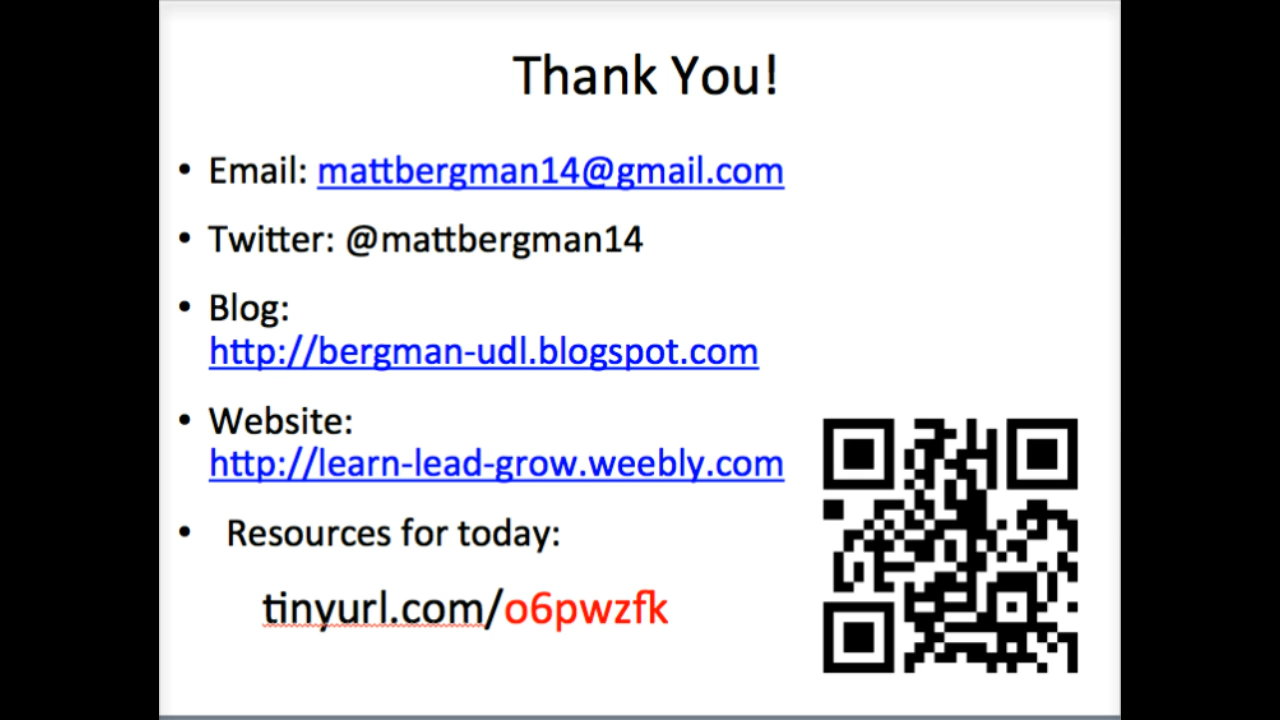 Thank You!
• Email: mattbergman14@gmail.com
• Twitter: @mattbergman14
• Blog:
http://bergman-udl.blogspot.com
• Website:
http://learn-lead-grow.weebly.com
• Resources for today:
tinyurl.com/o6pwzfk